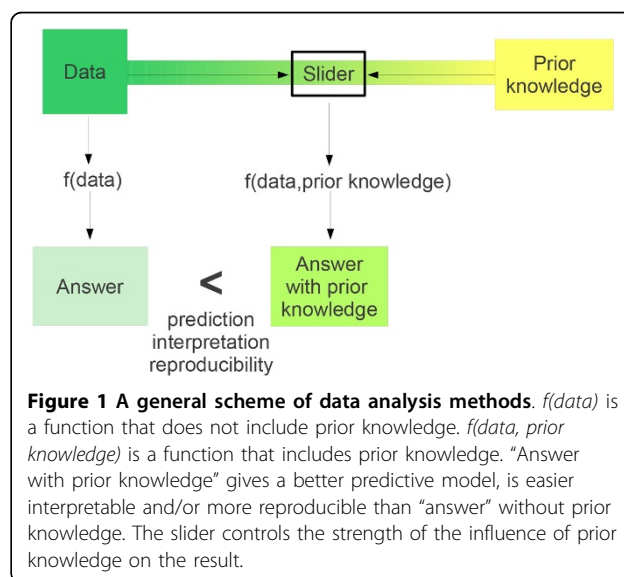 Data
Slider
Prior
knowledge
f(data)
f(data,prior knowledge)
Answer
<
Answer
with prior
knowledge
prediction
interpretation
reproducibility
Figure 1 A general scheme of data analysis methods. f(data) is
a function that does not include prior knowledge. f(data, prior
knowledge) is a function that includes prior knowledge. “Answer
with prior knowledge” gives a better predictive model, is easier
interpretable and/or more reproducible than “answer” without prior
knowledge. The slider controls the strength of the influence of prior
knowledge on the result.